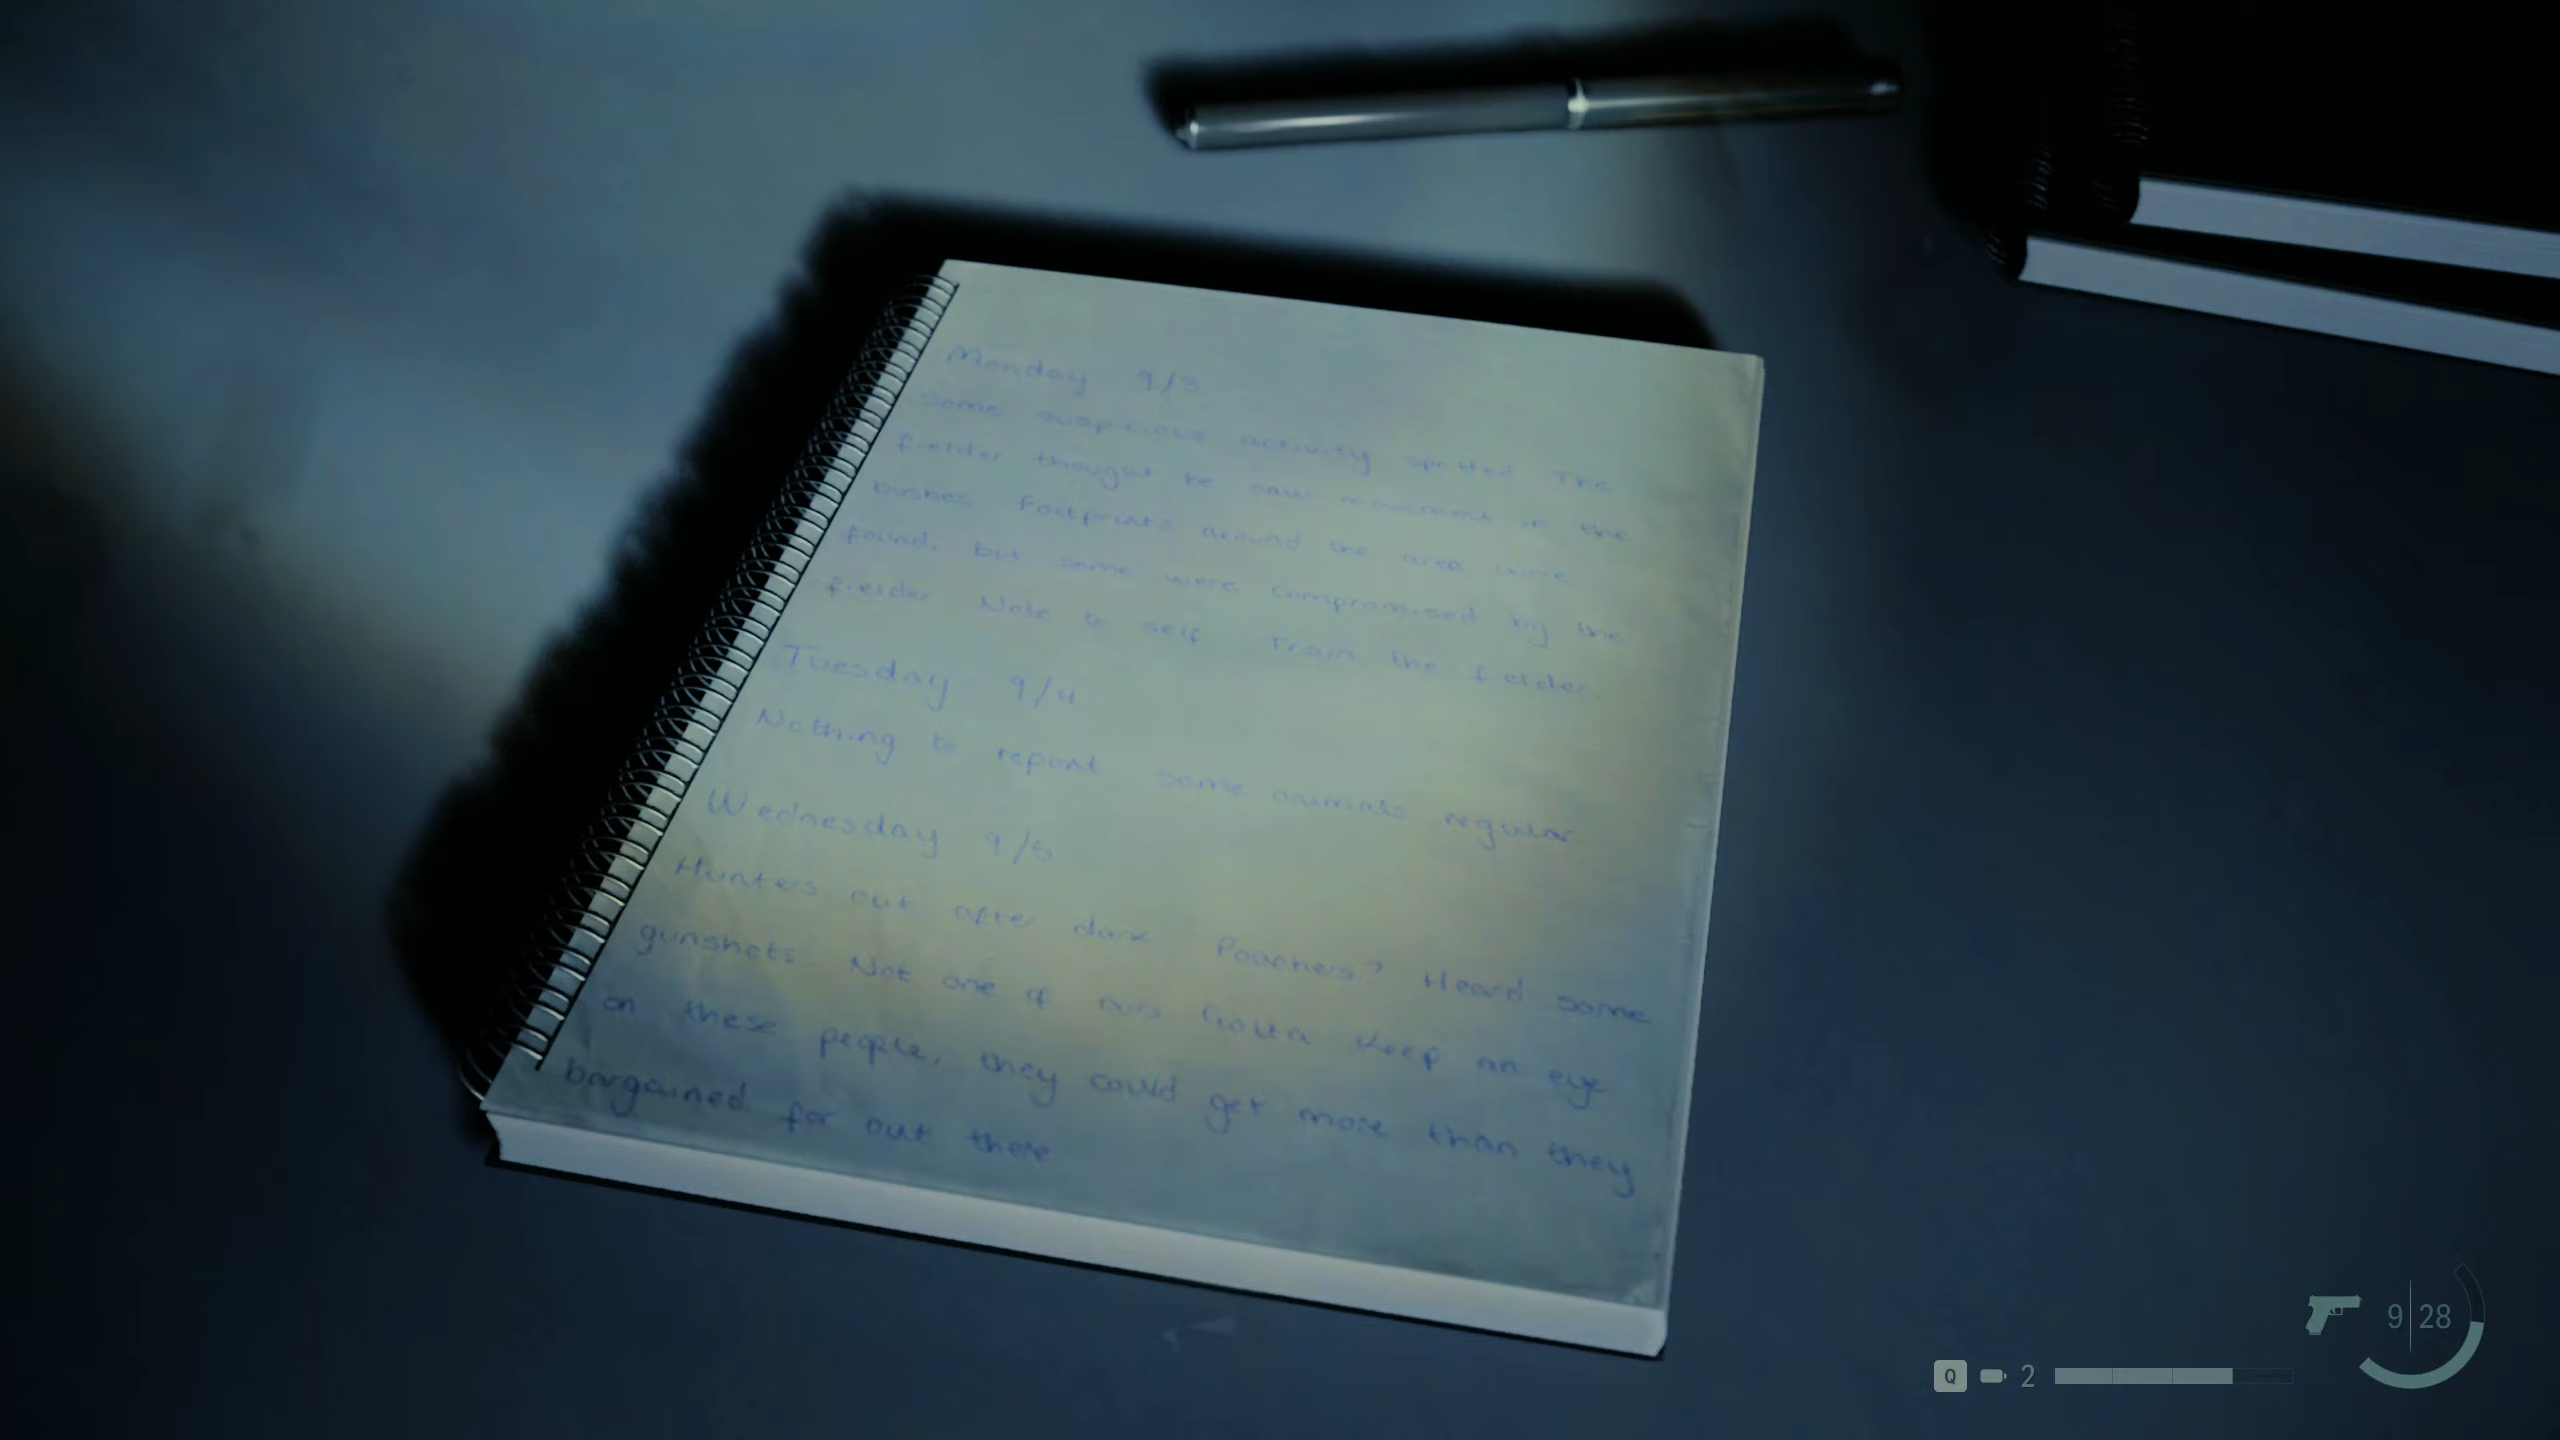 Monday 9/3
Some suspicious activity spotted The
fielder thought he saw movement in the
bushes Footprints around the area were
found, but some were compromised by the
fielder Note to self Train the fielder
Tuesday 9/4
Nothing to report some animals regular
Wednesday 9/5
Hunters out after dark Poachers? Heard some
gunshots. Not one of ours Gotta keep an eye
on these people, they could get more than they
bargained for out there
9 28
Q 2